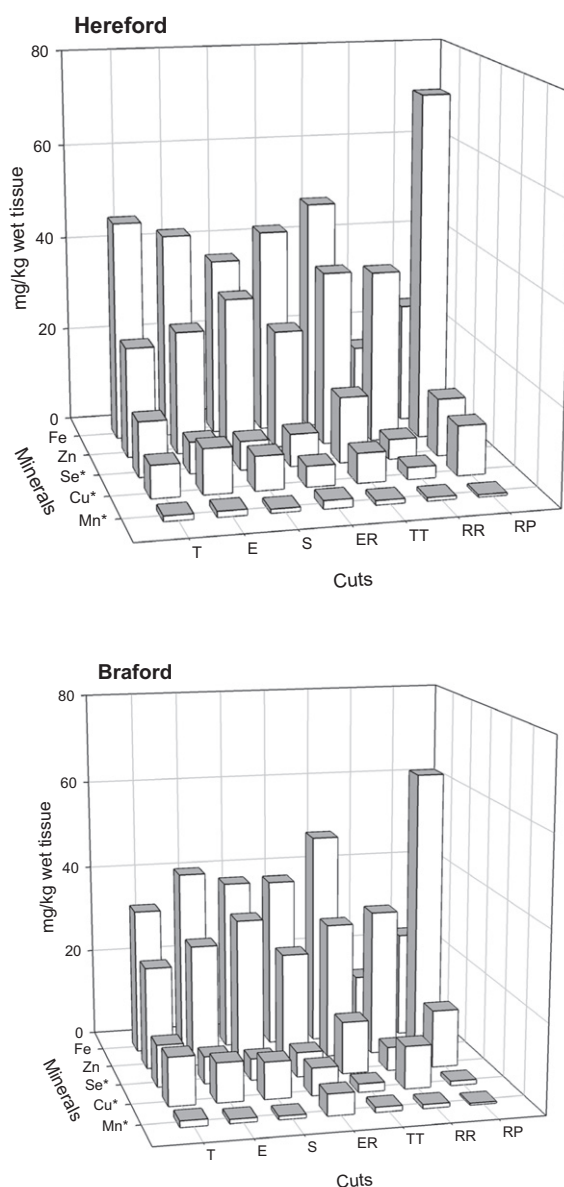 Hereford
80
60
40
20
0
mg/kg wet tissue
Fe
Zn
Se*
Cu*
Mn*
Minerals
T
E
S
ER
TT
RR
RP
Cuts
Braford
80
60
40
20
0
mg/kg wet tissue
Fe
Zn
Se*
Cu*
Mn*
Minerals
T
E
S
ER
TT
RR
RP
Cuts